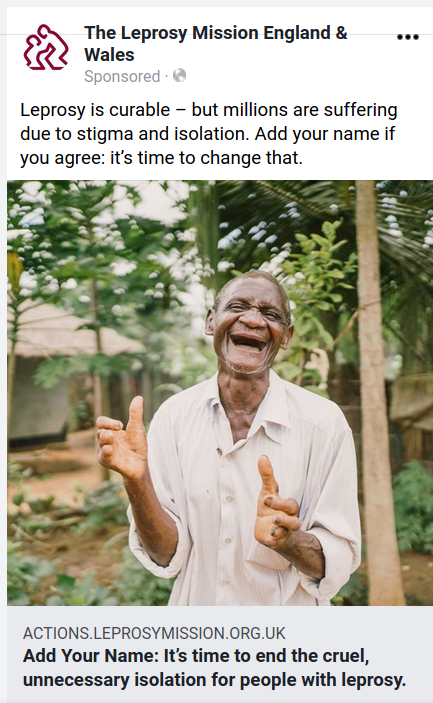 The Leprosy Mission England &
Wales
Sponsored ·
Leprosy is curable – but millions are suffering
due to stigma and isolation. Add your name if
you agree: it’s time to change that.
ACTIONS.LEPROSYMISSION.ORG.UK
Add Your Name: It’s time to end the cruel,
unnecessary isolation for people with leprosy.